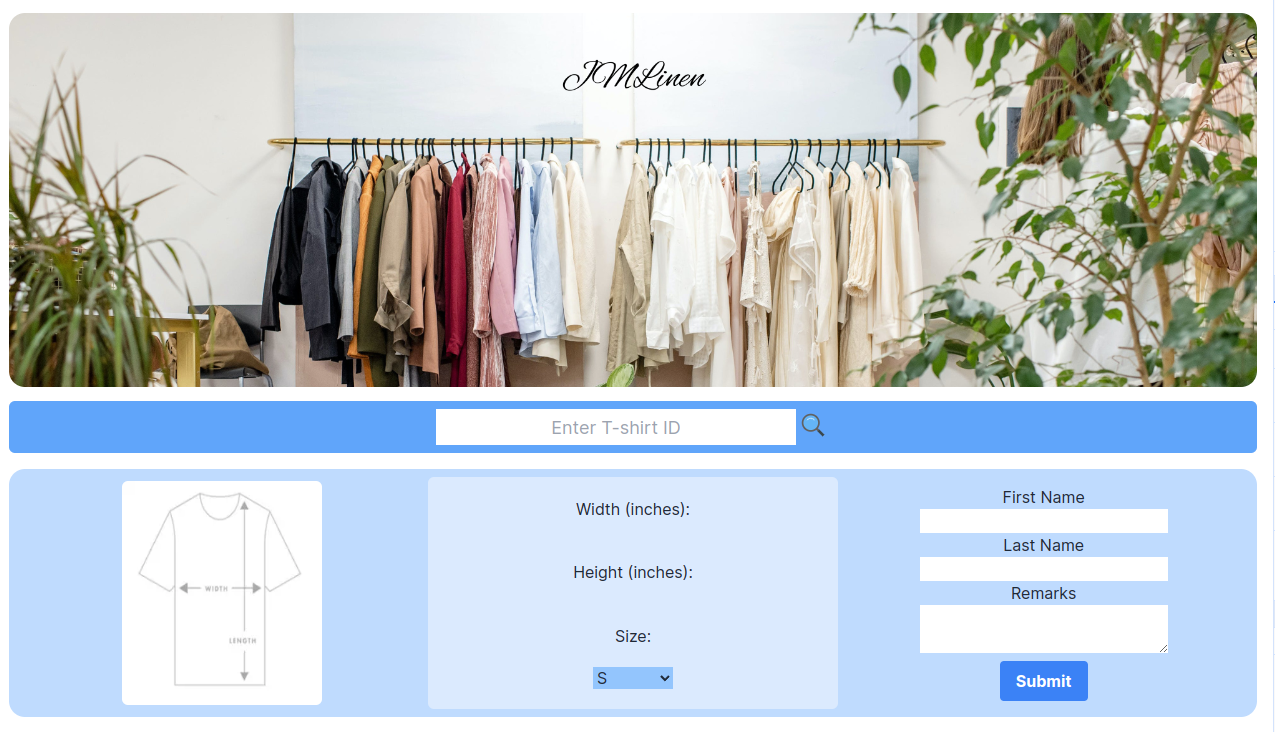 JMLinen
Enter T-shirt ID
WIDTH
LENGTH
Width (inches):
Height (inches):
Size:
S
First Name
Last Name
Remarks
Submit